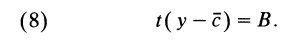 (8) t(y − c̄) = B.